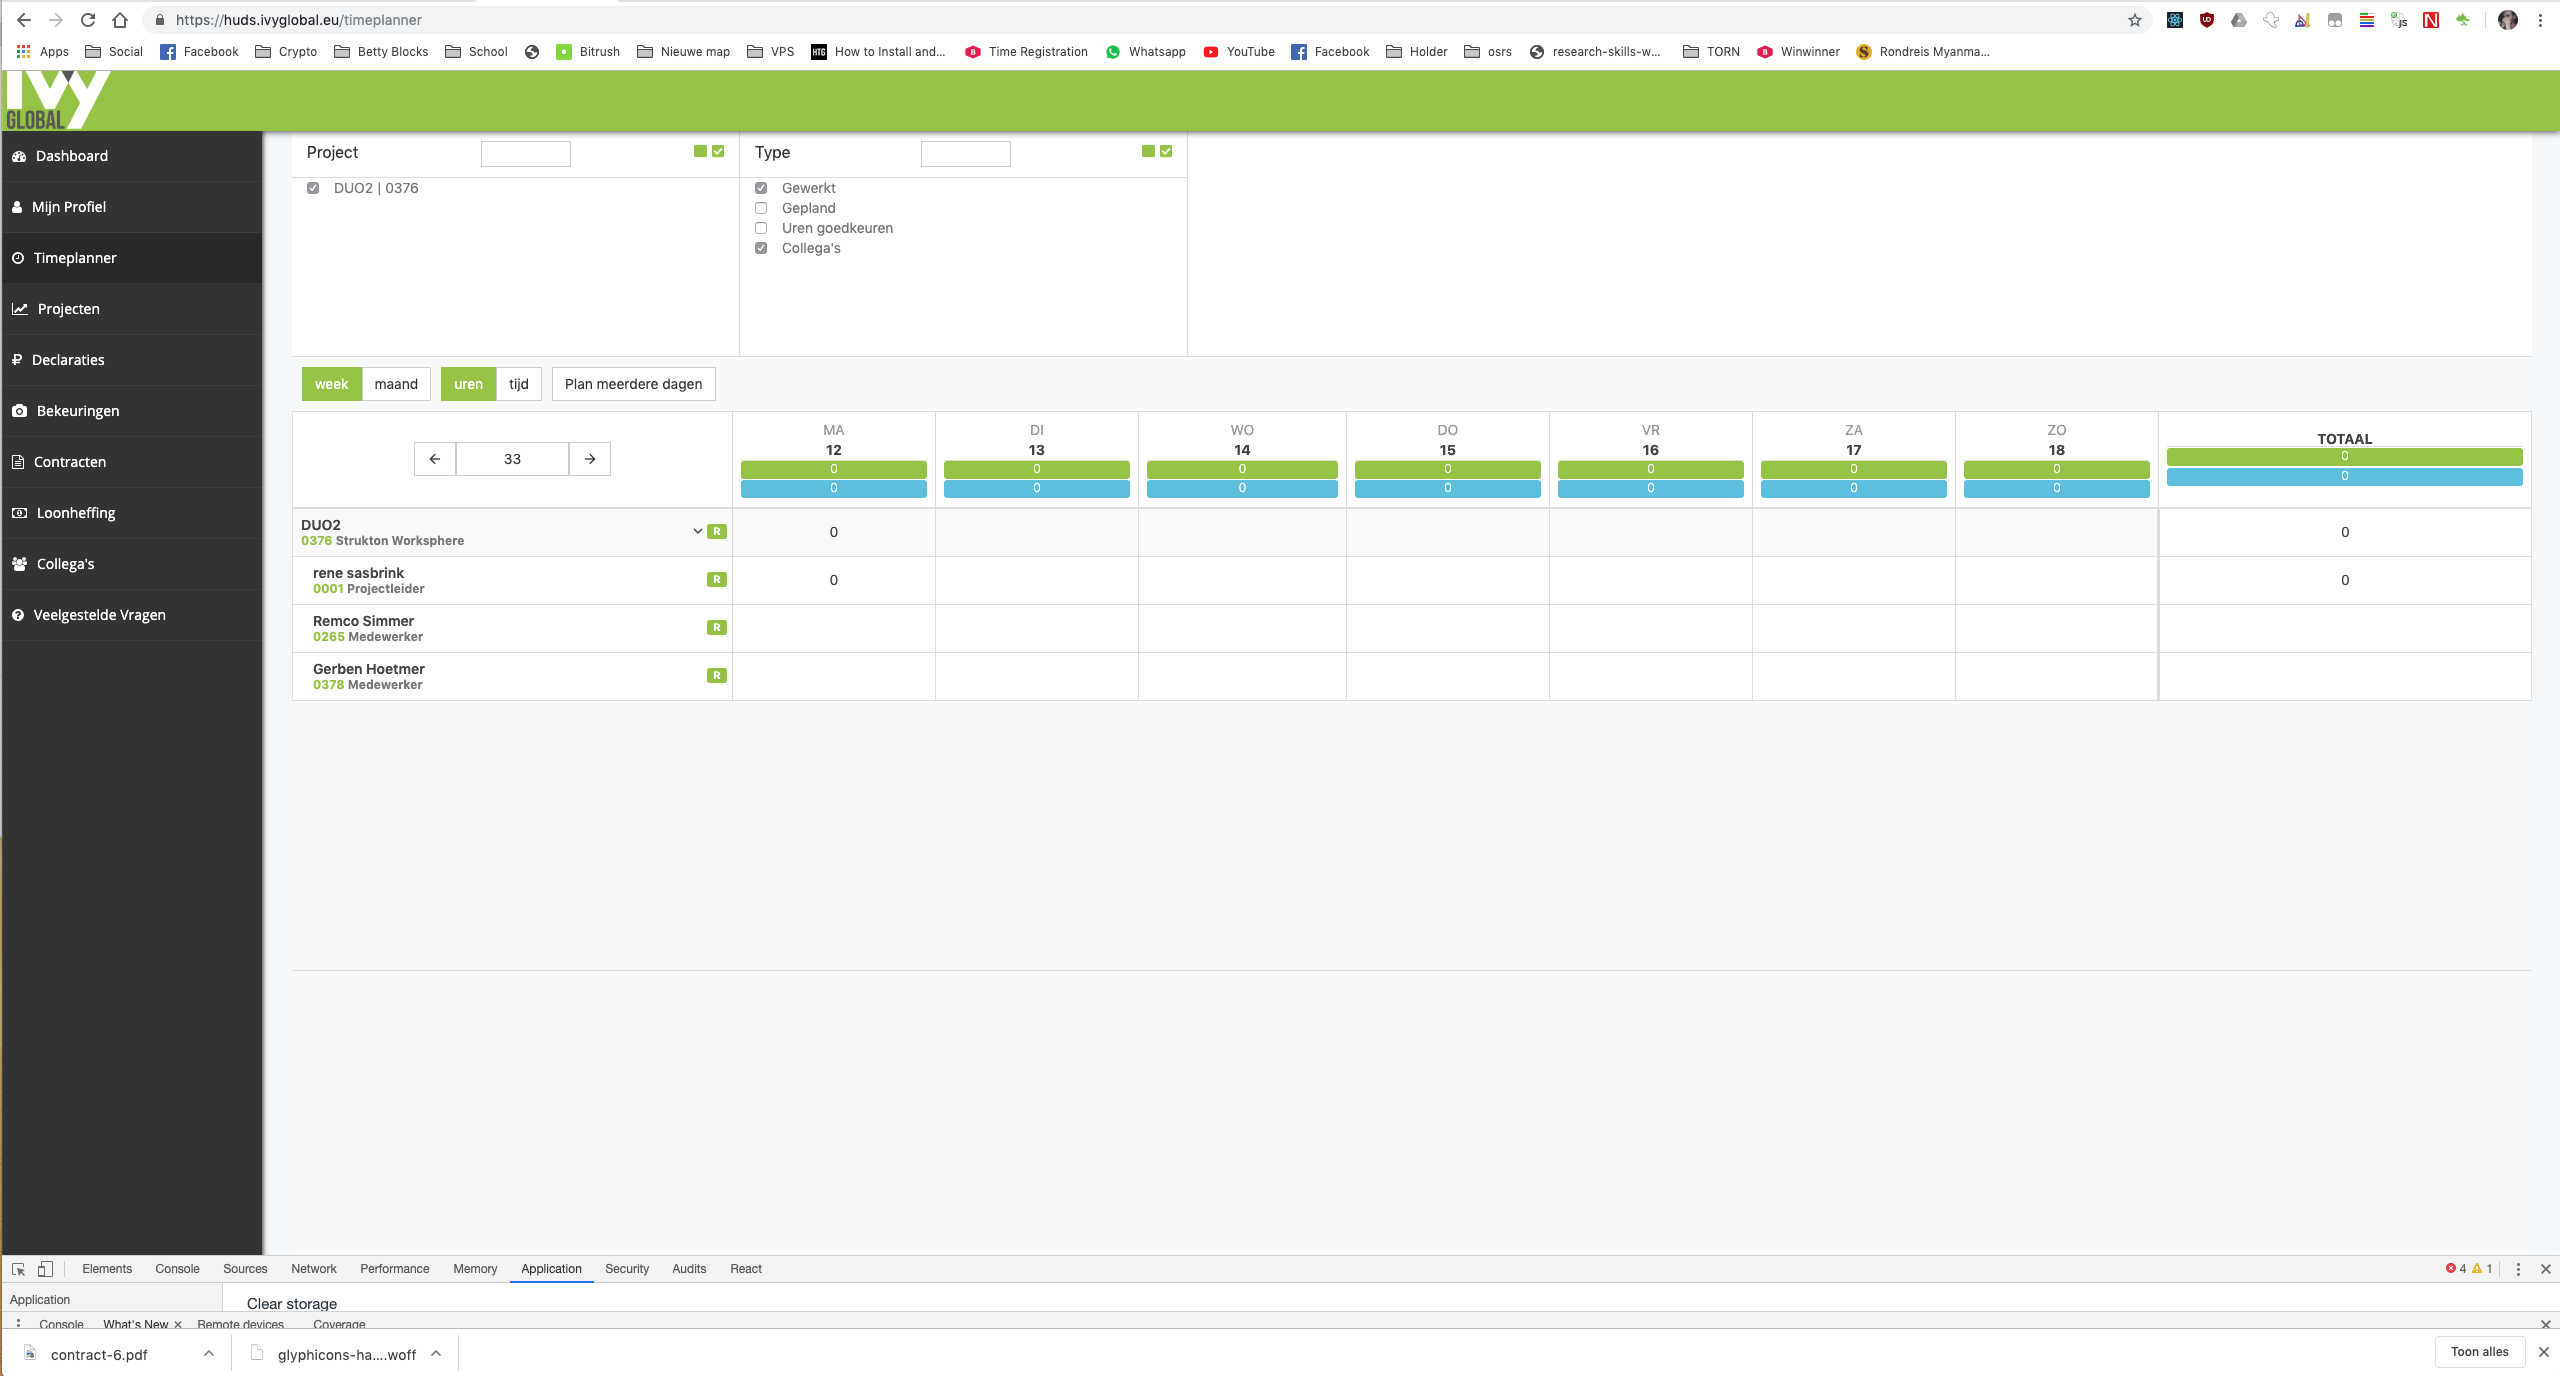 https://huds.ivyglobal.eu/timeplanner
Apps Social Facebook Crypto Betty Blocks School Bitrush Nieuwe map VPS HTG How to Install and... Time Registration Whatsapp YouTube Facebook Holder osrs research-skills-w... TORN Winwinner Rondreis Myanma...
ivy
GLOBAL
Dashboard
Mijn Profiel
Timeplanner
Projecten
Declaraties
Bekeuringen
Contracten
Loonheffing
Collega's
Veelgestelde Vragen
Project
DUO2 | 0376
Type
Gewerkt
Gepland
Uren goedkeuren
Collega's
week maand uren tijd Plan meerdere dagen
33
MA DI WO DO VR ZA ZO
12 13 14 15 16 17 18 TOTAAL
0 0 0 0 0 0 0 0
0 0 0 0 0 0 0 0
DUO2
0376 Strukton Worksphere R 0 0
rene sasbrink
0001 Projectleider R 0 0
Remco Simmer
0265 Medewerker R
Gerben Hoetmer
0378 Medewerker R
Elements Console Sources Network Performance Memory Application Security Audits React 4 1
Application
Clear storage
Console What's New Remote devices Coverage
contract-6.pdf glyphicons-ha....woff Toon alles